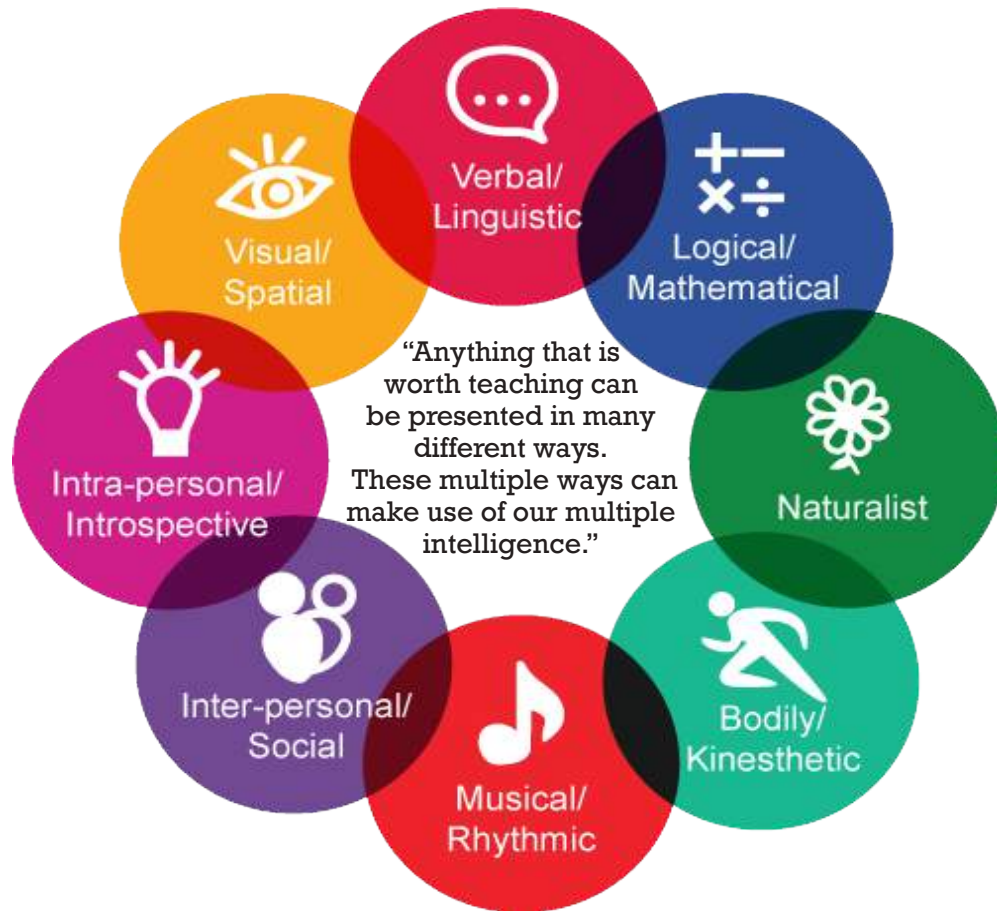 Verbal/
Linguistic
Logical/
Mathematical
Naturalist
Bodily/
Kinesthetic
Musical/
Rhythmic
Inter-personal/
Social
Intra-personal/
Introspective
Visual/
Spatial
“Anything that is
worth teaching can
be presented in many
different ways.
These multiple ways can
make use of our multiple
intelligence.”